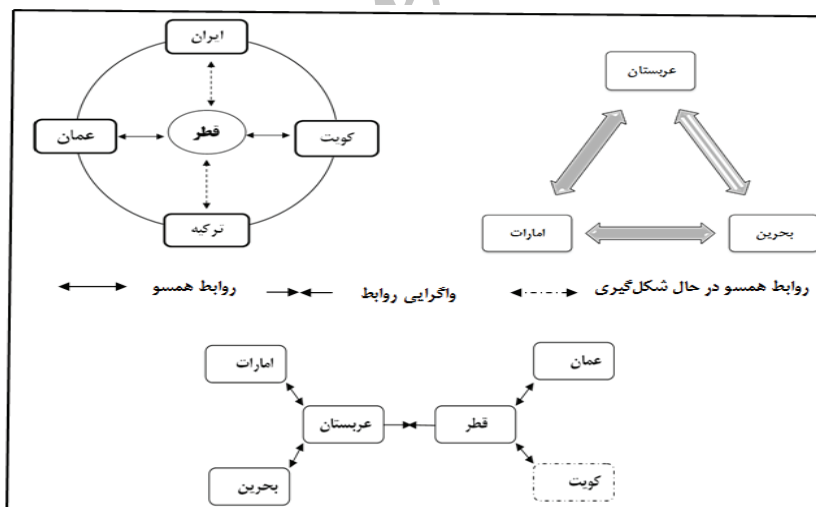 ایران
عربستان
عمان
قطر
کویت
ترکیه
امارات
بحرین
روابط همسو
واگرایی روابط
روابط همسو در حال شکل‌گیری
امارات
عمان
عربستان
قطر
بحرین
کویت